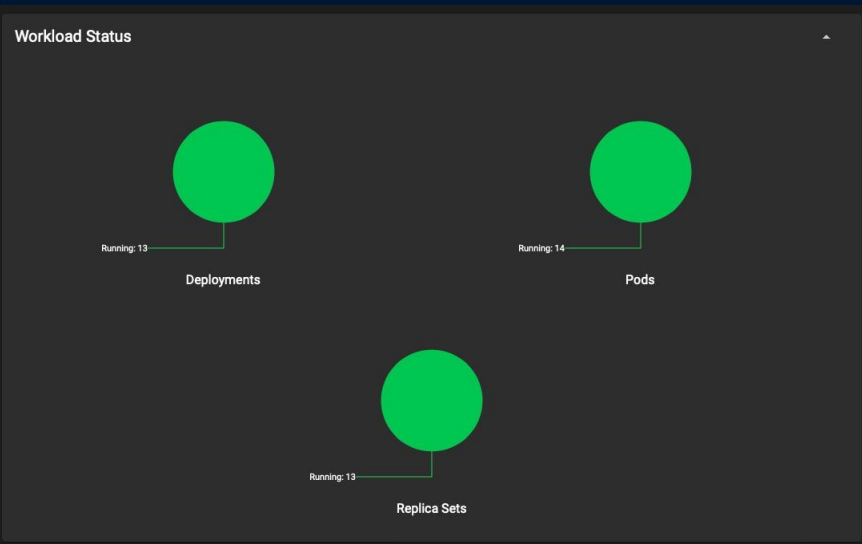 Workload Status
Running: 13
Deployments
Running: 14
Pods
Running: 13
Replica Sets